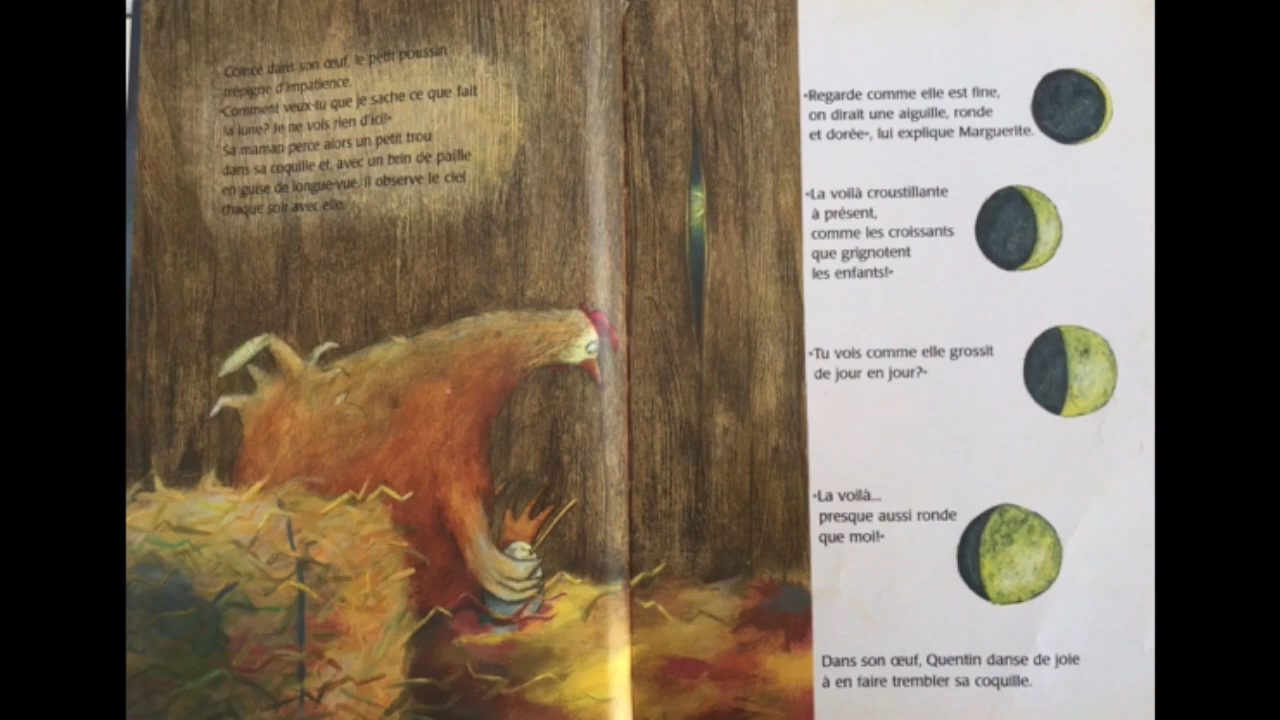 Coincé dans son œuf, le petit poussin
trépigne d'impatience.
«Comment veux-tu que je sache ce que fait
la lune? Je ne vois rien d'ici!»
Sa maman perce alors un petit trou
dans sa coquille et, avec un brin de paille
en guise de longue-vue, il observe le ciel
chaque soir avec elle.
«Regarde comme elle est fine,
on dirait une aiguille, ronde
et dorée», lui explique Marguerite.
«La voilà croustillante
à présent,
comme les croissants
que grignotent
les enfants!»
«Tu vois comme elle grossit
de jour en jour?»
«La voilà...
presque aussi ronde
que moi!»
Dans son œuf, Quentin danse de joie
à en faire trembler sa coquille.